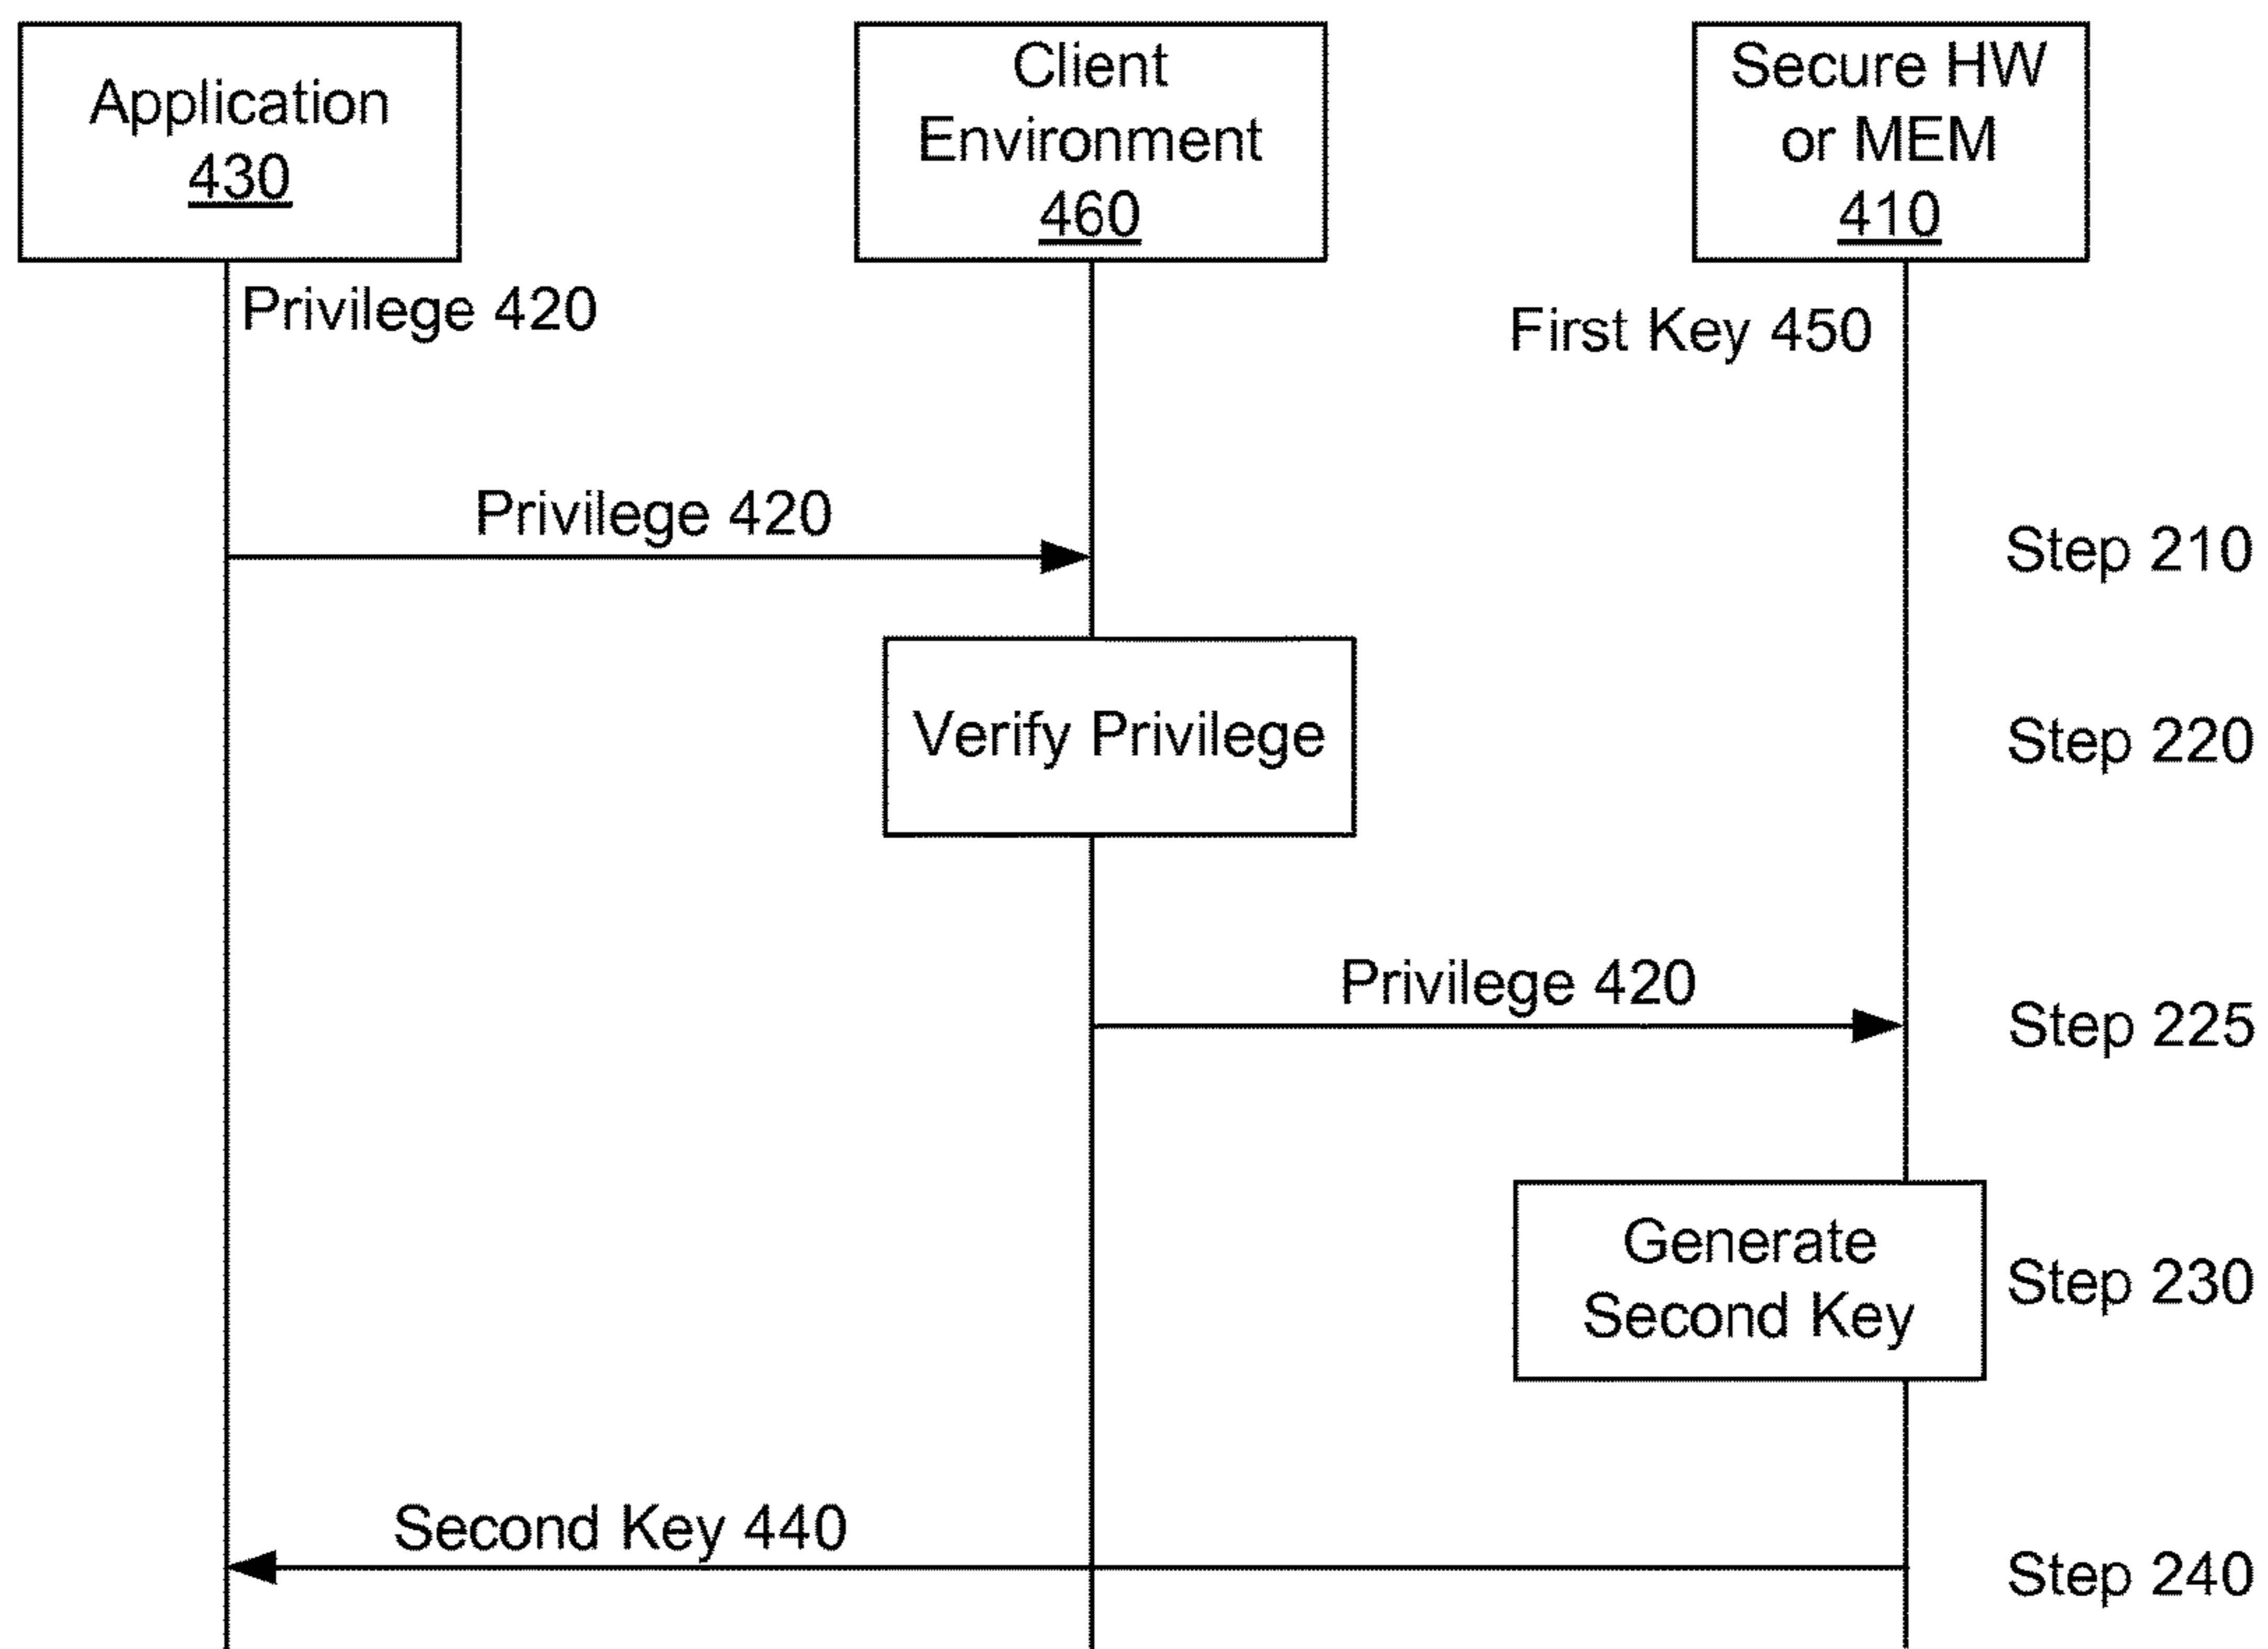 Application
430
Client
Environment
460
Secure HW
or MEM
410
Privilege 420
First Key 450
Privilege 420
Step 210
Verify Privilege
Step 220
Privilege 420
Step 225
Generate
Second Key
Step 230
Second Key 440
Step 240